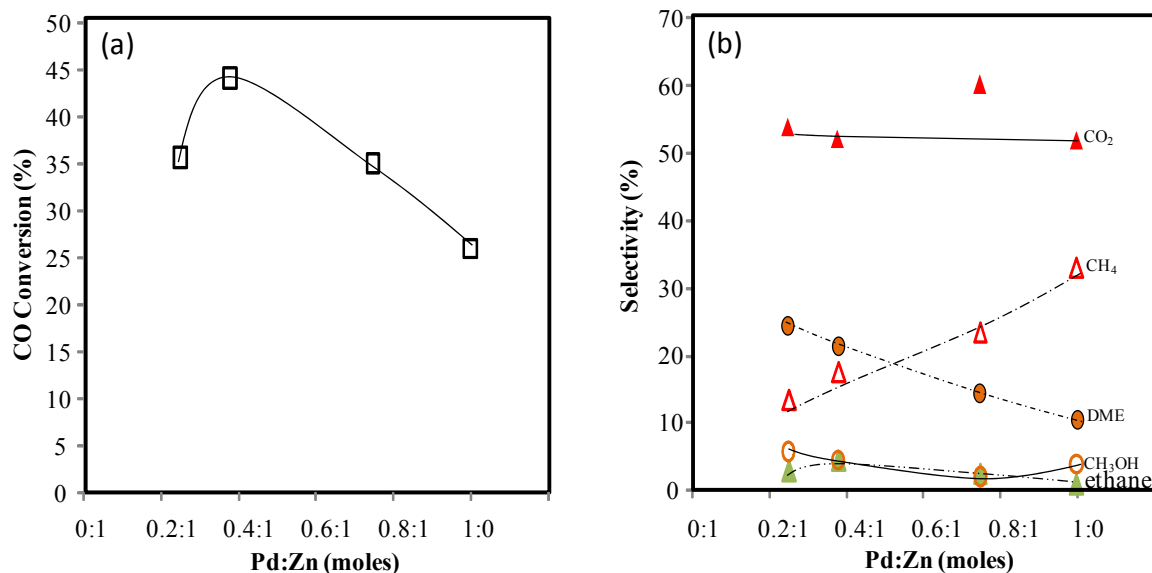 (a)
CO Conversion (%)
50
45
40
35
30
25
20
15
10
5
0
0:1 0.2:1 0.4:1 0.6:1 0.8:1 1:0
Pd:Zn (moles)
(b)
Selectivity (%)
70
60
50
40
30
20
10
0
CO₂
CH₄
DME
CH₃OH
ethane
0:1 0.2:1 0.4:1 0.6:1 0.8:1 1:0
Pd:Zn (moles)